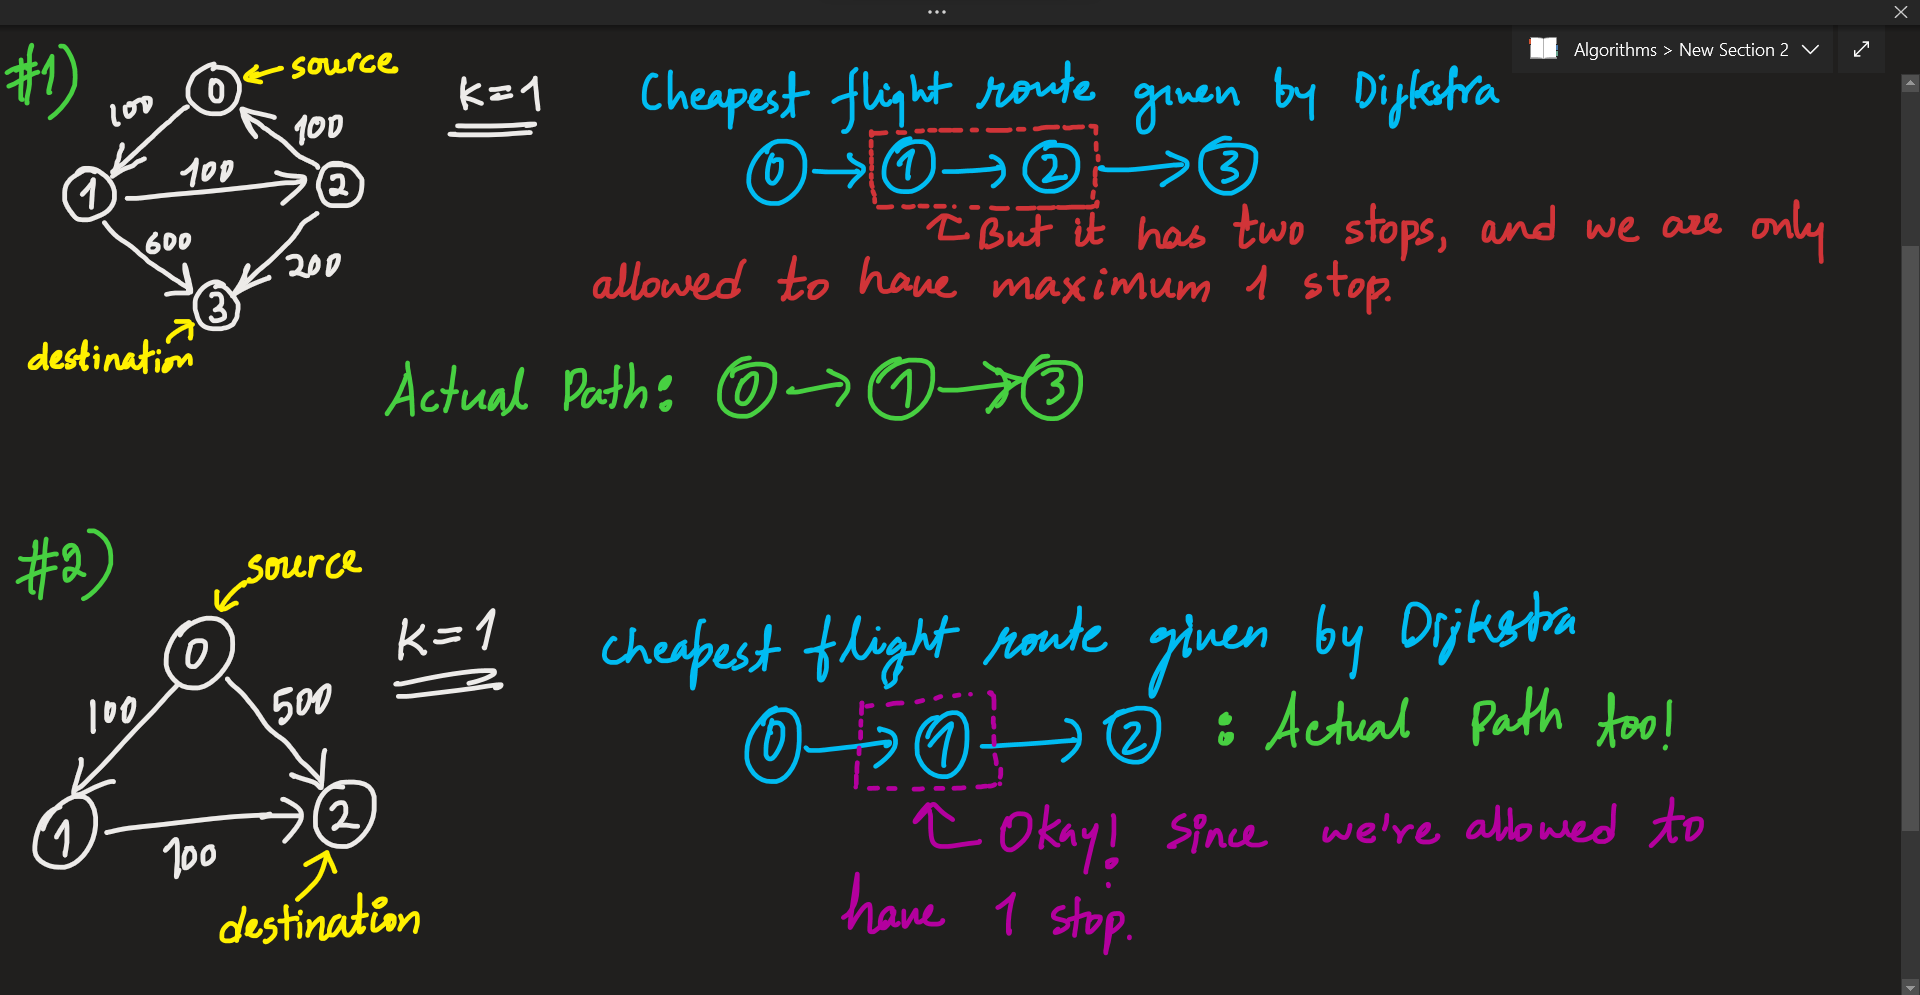 Algorithms > New Section 2
#1)
0
source
100
100
K=1
Cheapest flight route given by Dijkstra
0 → 1 → 2 → 3
1
100
2
But it has two stops, and we are only
allowed to have maximum 1 stop.
600
200
3
destination
Actual Path: 0 → 1 → 3
#2)
source
0
K=1
cheapest flight route given by Dijkstra
100
500
0 → 1 → 2 : Actual Path too!
1
100
2
Okay! Since we're allowed to
have 1 stop.
destination